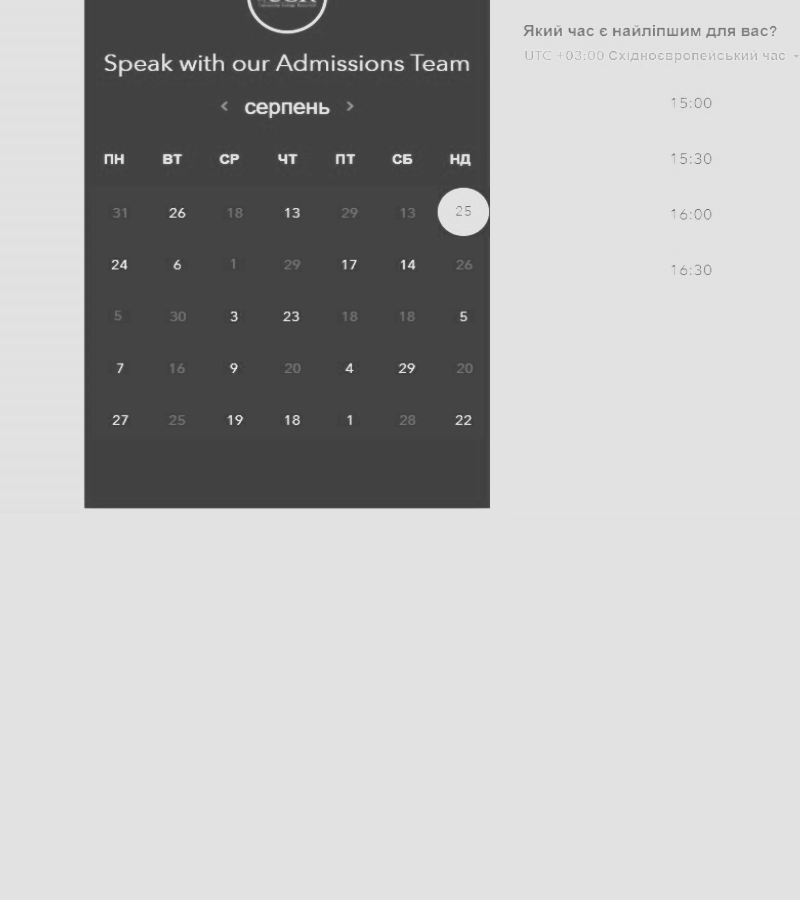 Speak with our Admissions Team
< серпень >
ПН ВТ СР ЧТ ПТ СБ НД
31 26 18 13 29 13 25
24 6 1 29 17 14 26
5 30 3 23 18 18 5
7 16 9 20 4 29 20
27 25 19 18 1 28 22
Який час є найліпшим для вас?
UTC +03:00 Східноєвропейський час
15:00
15:30
16:00
16:30